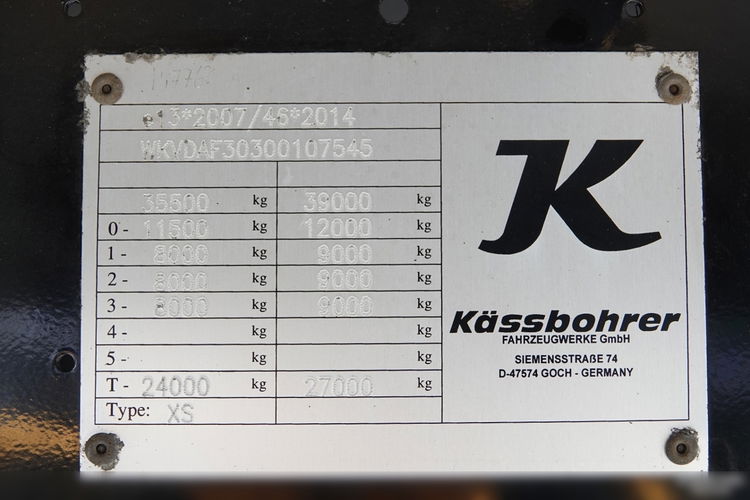 e13*2007/46*2014
WKVDAF30300107545
35500 kg 39000 kg
0- 11500 kg 12000 kg
1- 8000 kg 9000 kg
2- 8000 kg 9000 kg
3- 8000 kg 9000 kg
4- kg kg
5- kg kg
T- 24000 kg 27000 kg
Type: XS
K
Kässbohrer
FAHRZEUGWERKE GmbH
SIEMENSSTRAßE 74
D-47574 GOCH - GERMANY